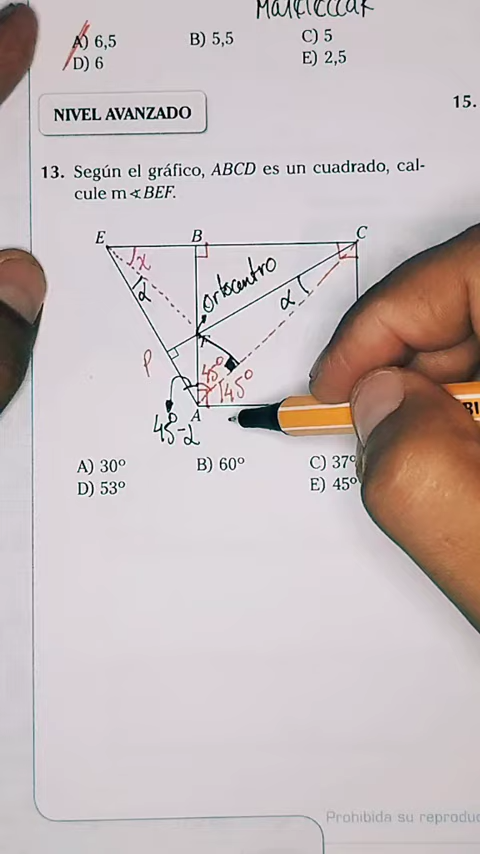 A) 6,5 B) 5,5 C) 5
D) 6 E) 2,5
NIVEL AVANZADO
15.
13. Según el gráfico, ABCD es un cuadrado, cal-
cule m∢BEF.
E B C
x
α
ortocentro
α
F
P
45° 45°
A
45-α
A) 30° B) 60° C) 37°
D) 53° E) 45°
Prohibida su reproduc